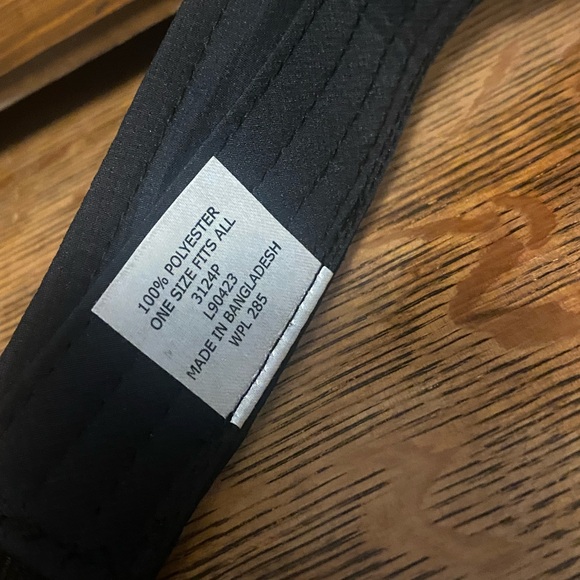 100% POLYESTER
ONE SIZE FITS ALL
3124P
L90423
MADE IN BANGLADESH
WPL 285